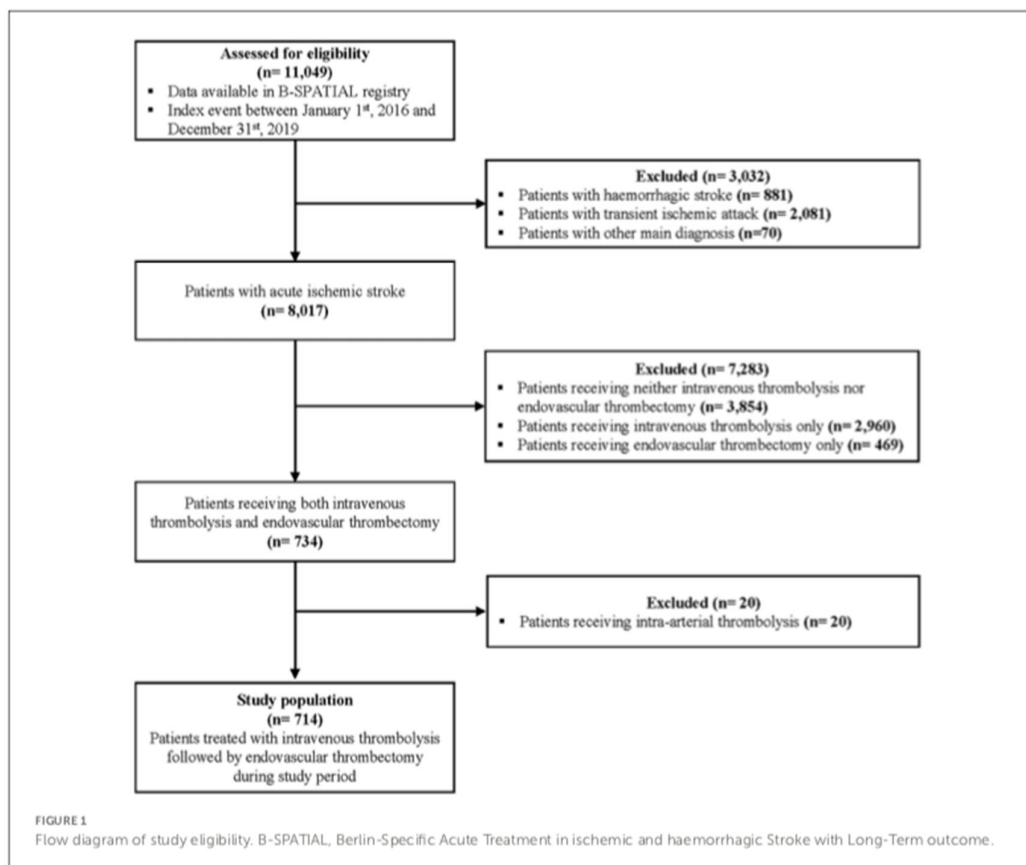 Assessed for eligibility
(n= 11,049)
▪ Data available in B-SPATIAL registry
▪ Index event between January 1st, 2016 and
December 31st, 2019
Excluded (n= 3,032)
▪ Patients with haemorrhagic stroke (n= 881)
▪ Patients with transient ischemic attack (n= 2,081)
▪ Patients with other main diagnosis (n=70)
Patients with acute ischemic stroke
(n= 8,017)
Excluded (n= 7,283)
▪ Patients receiving neither intravenous thrombolysis nor
endovascular thrombectomy (n= 3,854)
▪ Patients receiving intravenous thrombolysis only (n= 2,960)
▪ Patients receiving endovascular thrombectomy only (n= 469)
Patients receiving both intravenous
thrombolysis and endovascular thrombectomy
(n= 734)
Excluded (n= 20)
▪ Patients receiving intra-arterial thrombolysis (n= 20)
Study population
(n= 714)
Patients treated with intravenous thrombolysis
followed by endovascular thrombectomy
during study period
FIGURE 1
Flow diagram of study eligibility. B-SPATIAL, Berlin-Specific Acute Treatment in ischemic and haemorrhagic Stroke with Long-Term outcome.